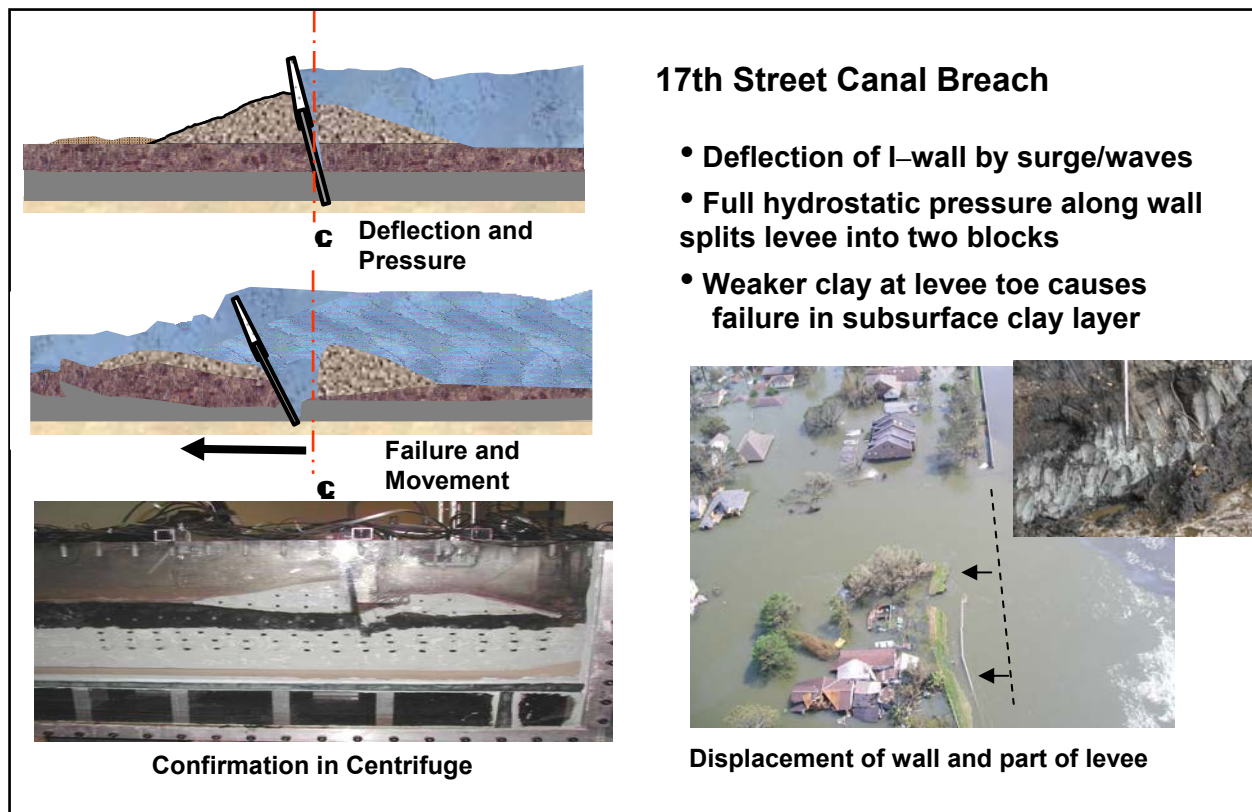 17th Street Canal Breach
• Deflection of I–wall by surge/waves
• Full hydrostatic pressure along wall
splits levee into two blocks
• Weaker clay at levee toe causes
failure in subsurface clay layer
℄
Deflection and
Pressure
Failure and
Movement
℄
Confirmation in Centrifuge
Displacement of wall and part of levee